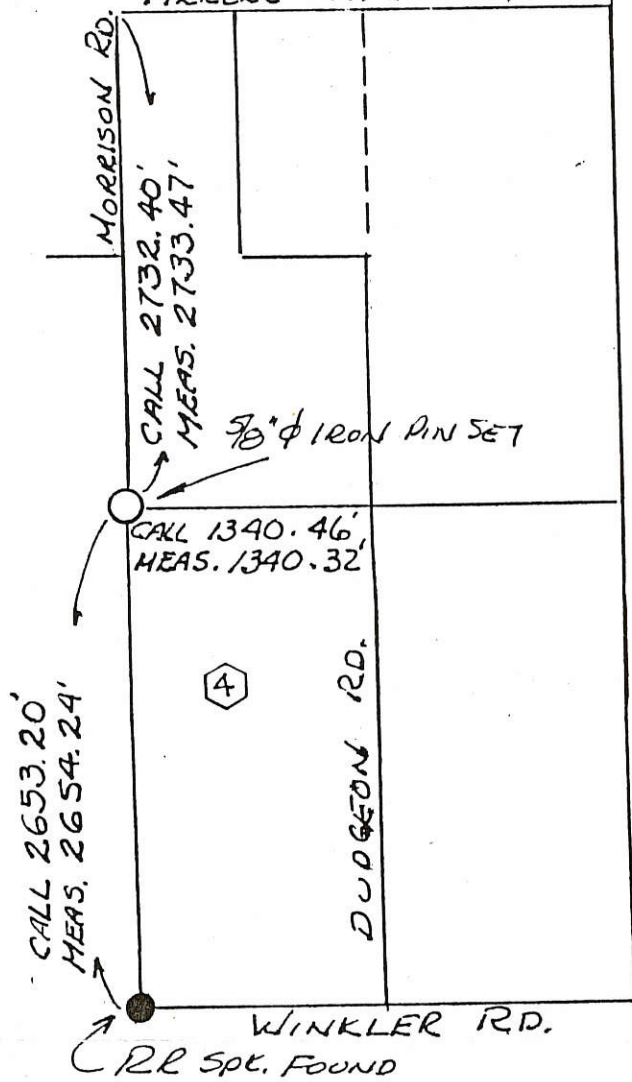 MORRISON RD.
CALL 2732.40'
MEAS. 2733.47'
5/8"ϕ IRON PIN SET
CALL 1340.46'
MEAS. 1340.32'
4
CALL 2653.20'
MEAS. 2654.24'
DUDGEON RD.
WINKLER RD.
RR SPK. FOUND